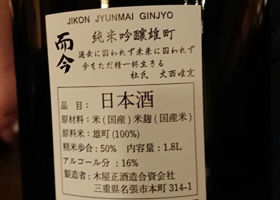 JIKON JYUNMAI GINJYO
而今
純米吟醸雄町
過去に囚われず未来に囚われず
今をただ精一杯生きる
杜氏 大西唯克
品目：日本酒
原材料：米(国産)米麹(国産米)
原料米：雄町(100%)
精米歩合：50% 内容量：1.8L
アルコール分：16%
製造者：木屋正酒造合資会社
三重県名張市本町 314-1